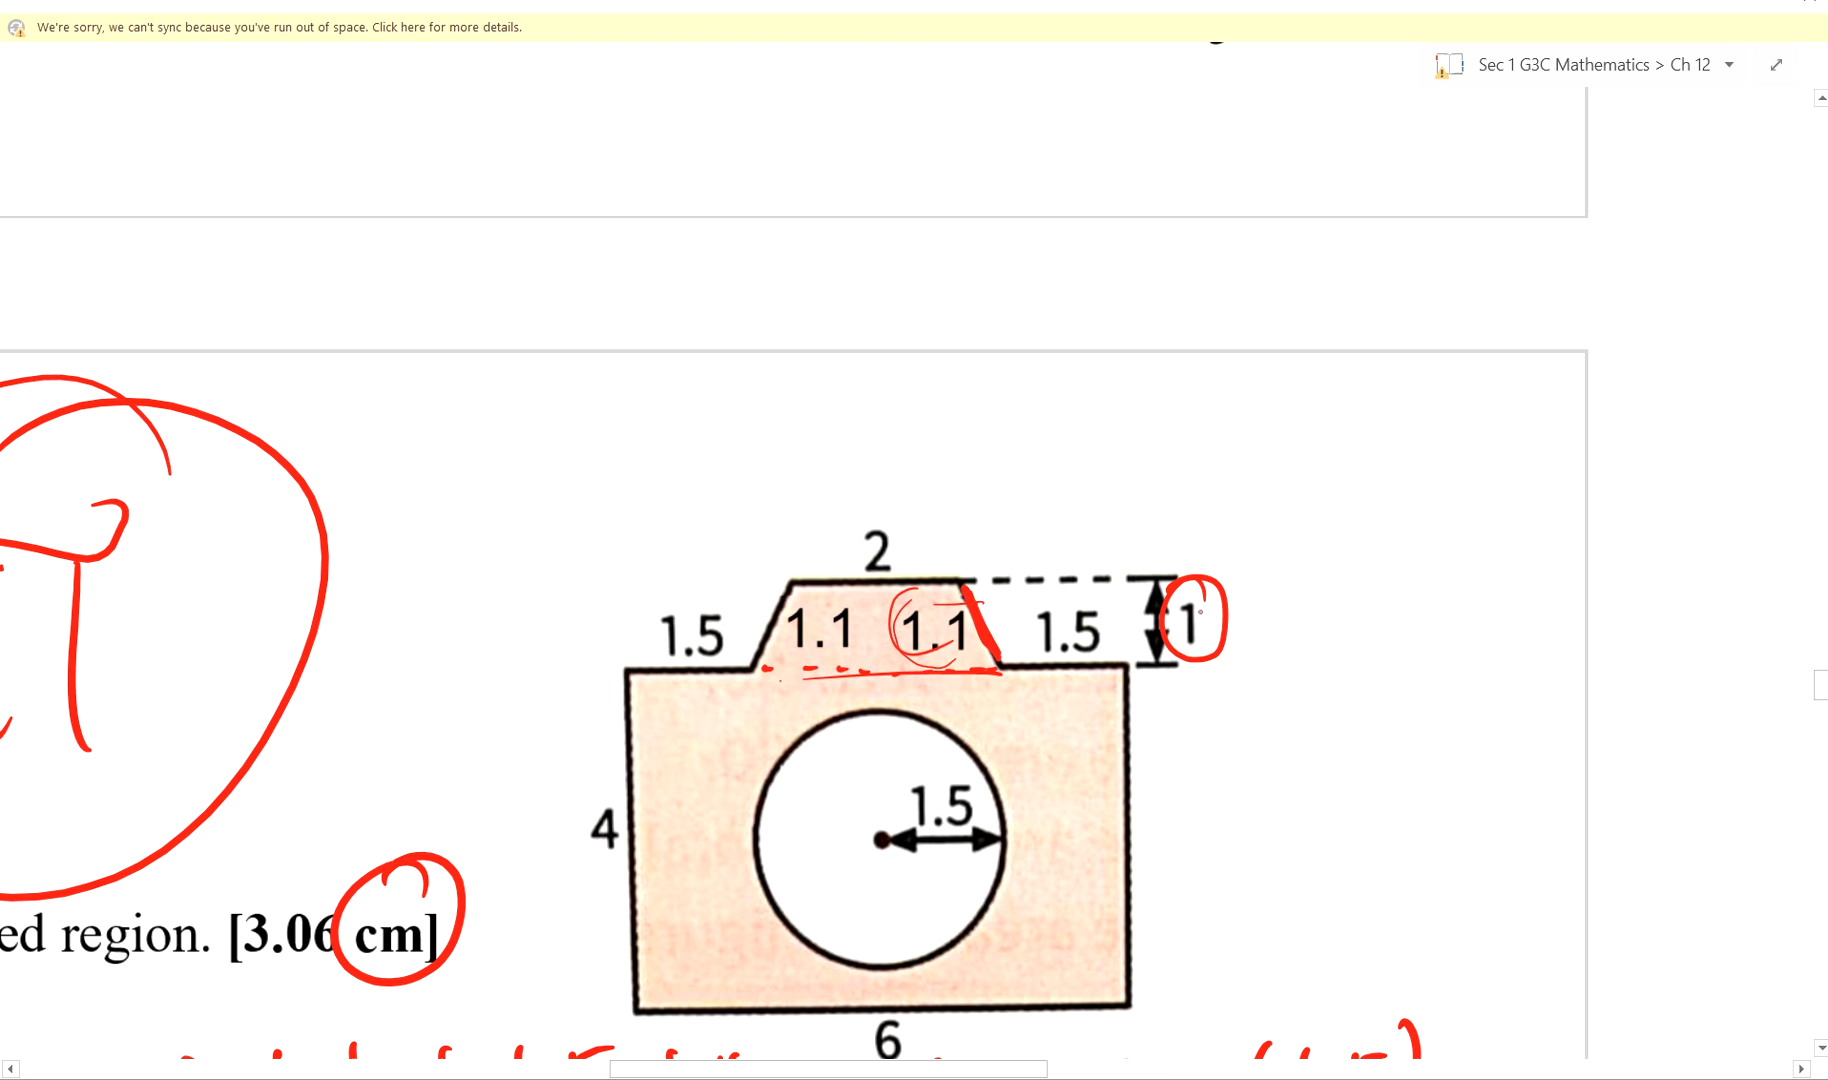 We're sorry, we can't sync because you've run out of space. Click here for more details.
Sec 1 G3C Mathematics > Ch 12
2
1.5 1.1 1.1 1.5 1
1.5
4
ed region. [3.06 cm]
6